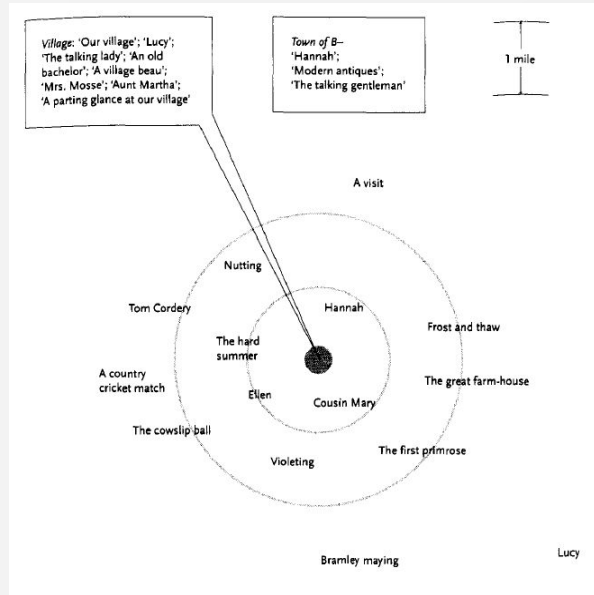 Village: 'Our village'; 'Lucy';
'The talking lady'; 'An old
bachelor'; 'A village beau';
'Mrs. Mosse'; 'Aunt Martha';
'A parting glance at our village'
Town of B–
'Hannah';
'Modern antiques';
'The talking gentleman'
1 mile
A visit
Nutting
Hannah
Tom Cordery
Frost and thaw
The hard
summer
A country
cricket match
The great farm-house
Ellen
Cousin Mary
The cowslip ball
The first primrose
Violeting
Bramley maying
Lucy